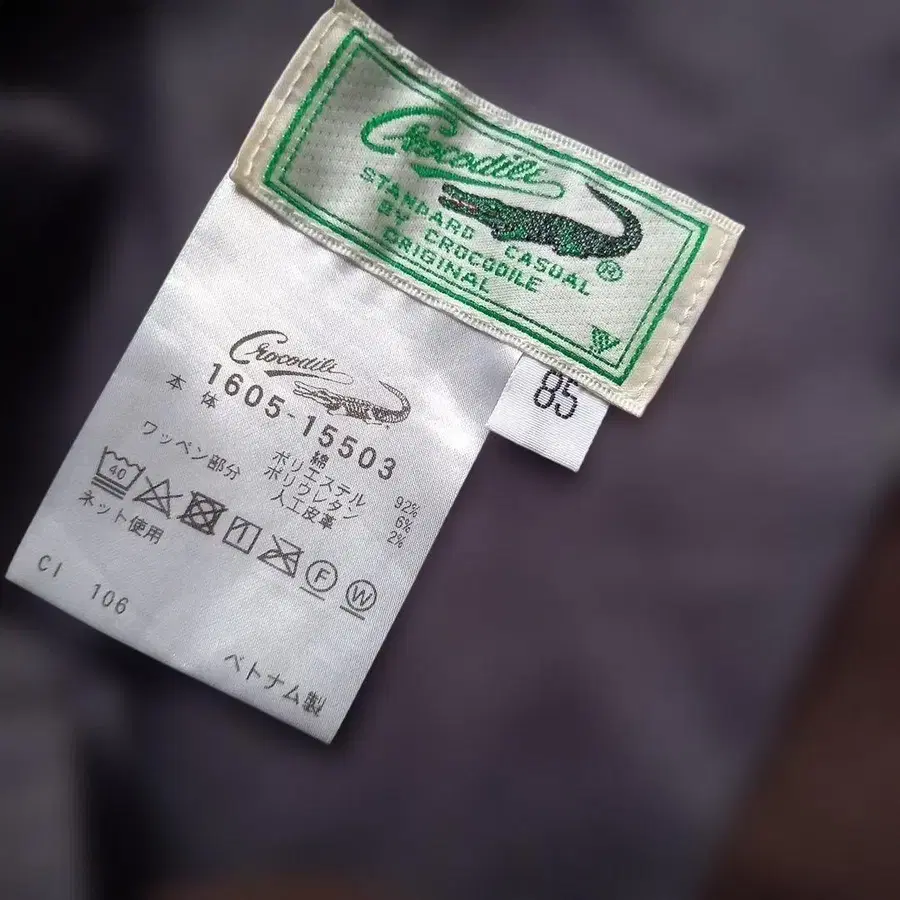 Crocodile
STANDARD CASUAL
BY CROCODILE
ORIGINAL
®
85
Crocodile
1605-15503
本体 綿 92%
ポリエステル 6%
ポリウレタン 2%
ワッペン部分 人工皮革
40 F W
ネット使用
CI 106
ベトナム製